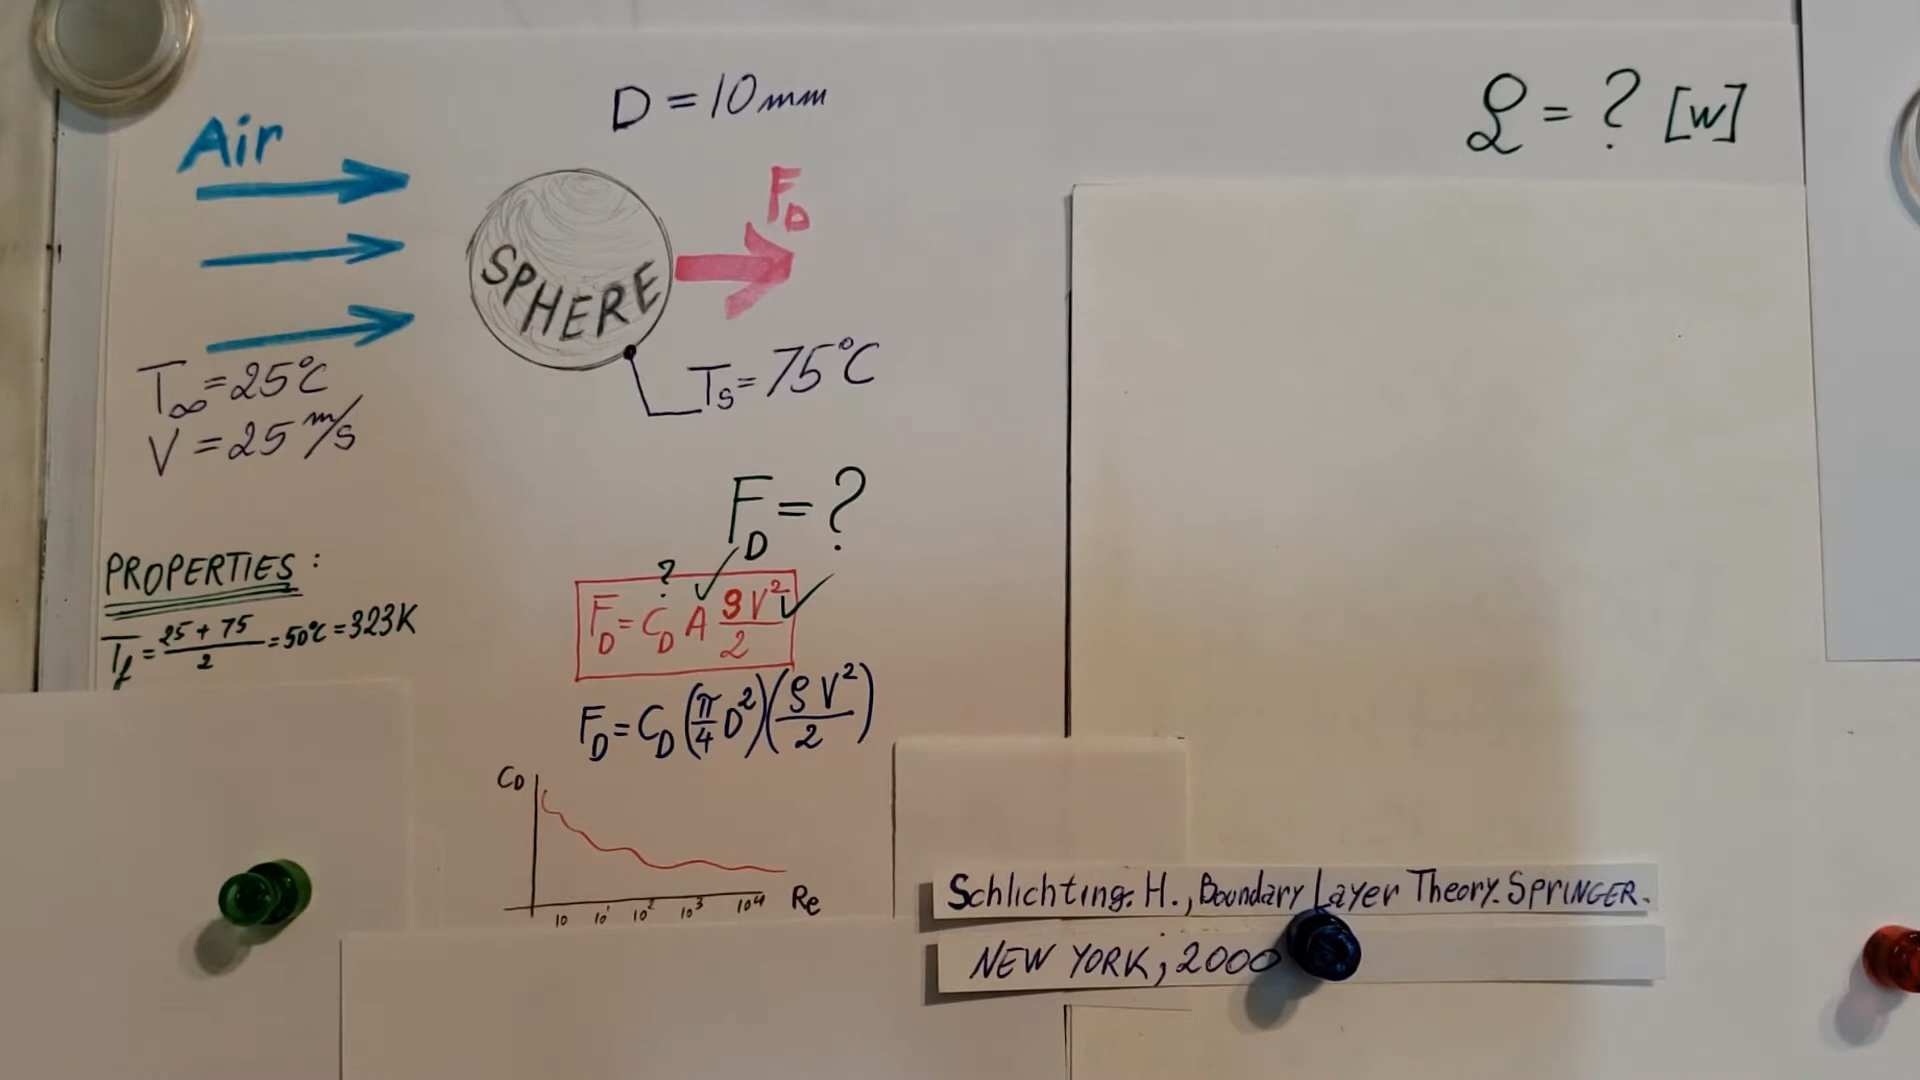 Air
D = 10mm
Q = ? [W]
SPHERE
F_D
T_∞ = 25°C
V = 25 m/s
T_s = 75°C
F_D = ?
PROPERTIES :
T_f = (25 + 75)/2 = 50°C = 323K
?
F_D = C_D A ρV²/2
F_D = C_D (π/4 D²)(ρV²/2)
C_D
10 10¹ 10² 10³ 10⁴ Re
Schlichting. H., Boundary Layer Theory. SPRINGER.
NEW YORK, 2000